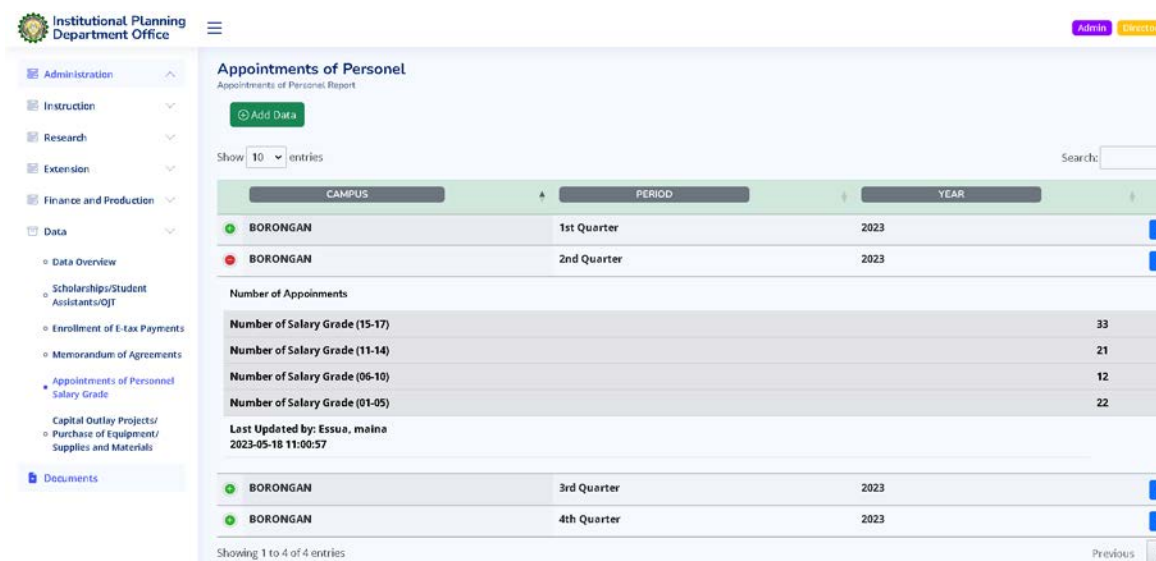 Institutional Planning
Department Office
Admin
Administration
Instruction
Research
Extension
Finance and Production
Data
Data Overview
Scholarships/Student
Assistants/OJT
Enrollment of E-tax Payments
Memorandum of Agreements
Appointments of Personnel
Salary Grade
Capital Outlay Projects/
Purchase of Equipment/
Supplies and Materials
Documents
Appointments of Personel
Appointments of Personel Report
Add Data
Show 10 entries
Search:
CAMPUS PERIOD YEAR
BORONGAN 1st Quarter 2023
BORONGAN 2nd Quarter 2023
Number of Appoinments
Number of Salary Grade (15-17) 33
Number of Salary Grade (11-14) 21
Number of Salary Grade (06-10) 12
Number of Salary Grade (01-05) 22
Last Updated by: Essua, maina
2023-05-18 11:00:57
BORONGAN 3rd Quarter 2023
BORONGAN 4th Quarter 2023
Showing 1 to 4 of 4 entries
Previous